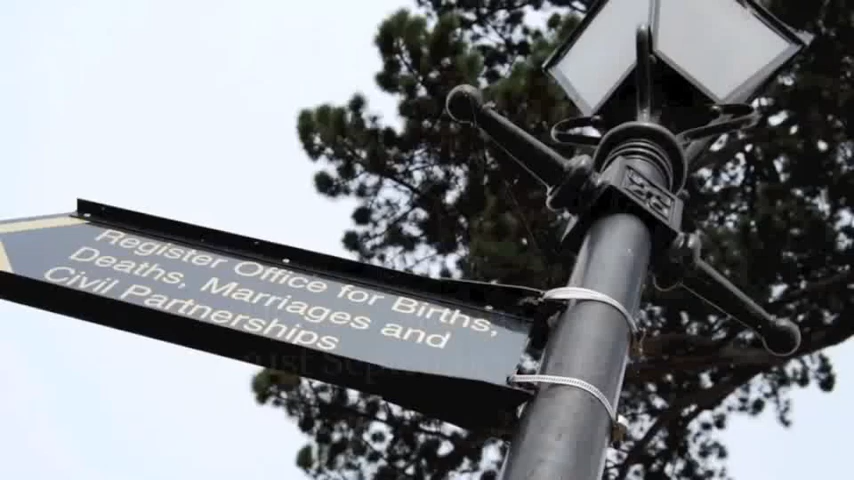 Register Office for Births,
Deaths, Marriages and
Civil Partnerships